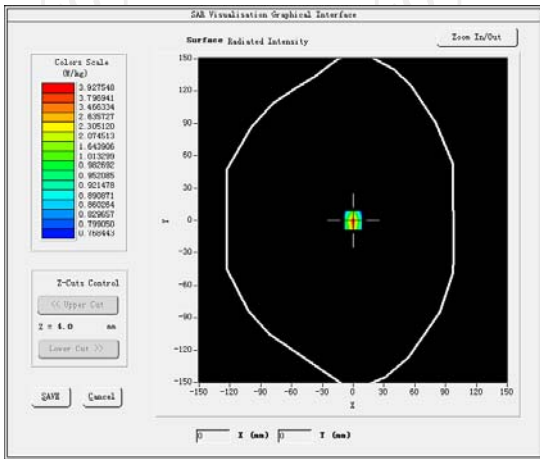 SAR Visualisation Graphical Interface
Surface Radiated Intensity
Zoom In/Out
Colors Scale
(W/kg)
3.927548
3.796941
3.466334
2.635727
2.305120
2.074513
1.643906
1.013299
0.982692
0.952085
0.921478
0.890871
0.860264
0.829657
0.799050
0.768443
150
120
90
60
30
0
-30
-60
-90
-120
-150
Y
-150 -120 -90 -60 -30 0 30 60 90 120 150
X
Z-Cuts Control
<< Upper Cut
Z = 4.0 mm
Lower Cut >>
SAVE
Cancel
0 X (mm) 0 Y (mm)